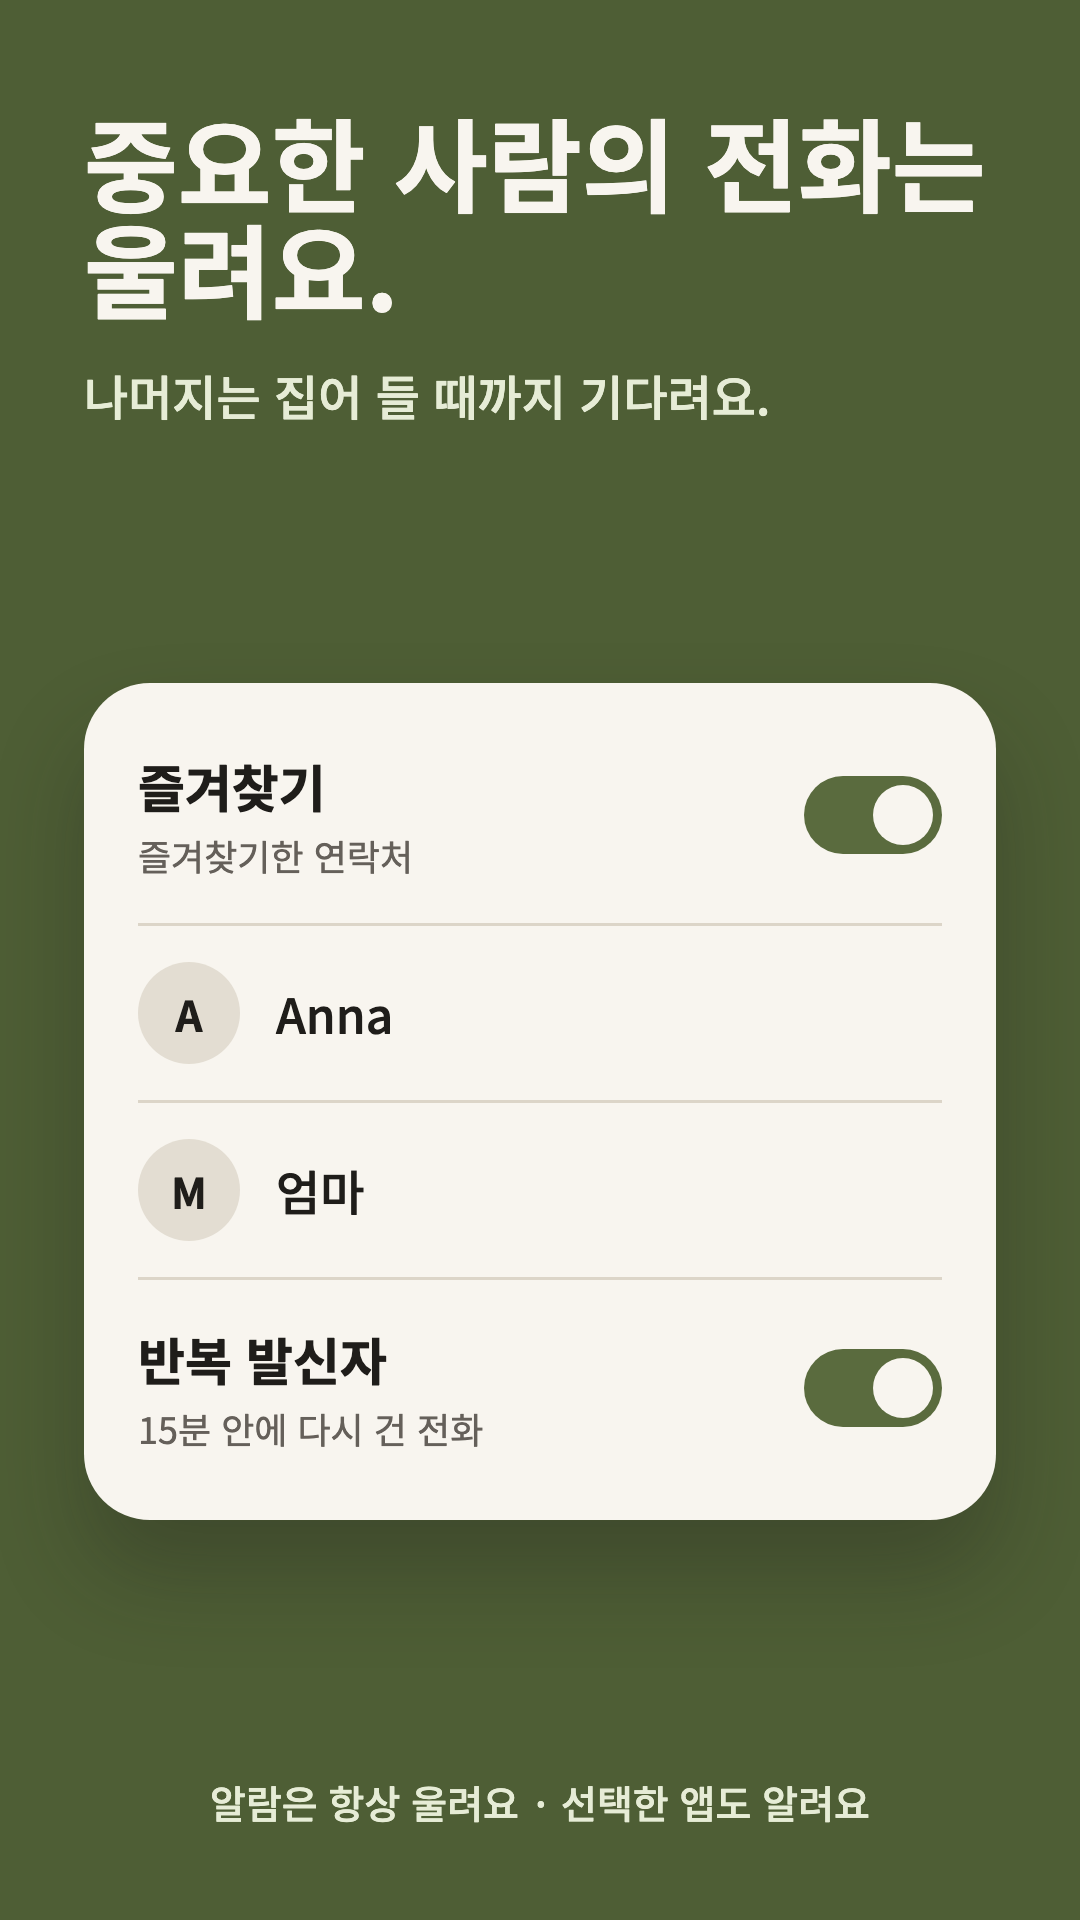 중요한 사람의 전화는
울려요.
나머지는 집어 들 때까지 기다려요.
즐겨찾기
즐겨찾기한 연락처
A
Anna
M
엄마
반복 발신자
15분 안에 다시 건 전화
알람은 항상 울려요 · 선택한 앱도 알려요